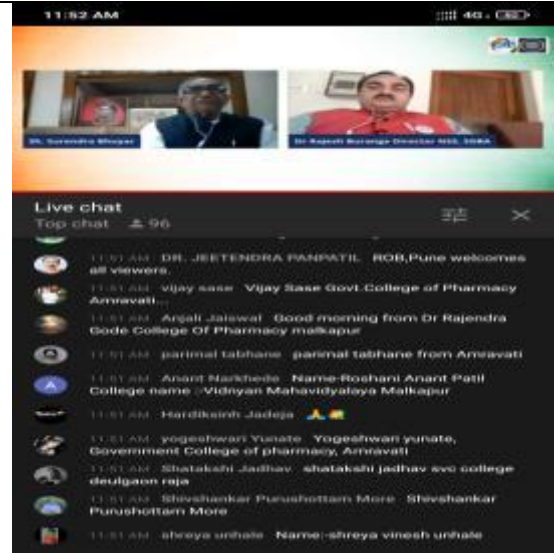 11:52 AM
4G
Dr. Surendra Bhuyar
Dr Rajesh Buranga Director NSS, SGBA
Live chat
Top chat 96
11:51 AM DR. JEETENDRA PANPATIL ROB,Pune welcomes
all viewers.
11:51 AM vijay sase Vijay Sase Govt.College of Pharmacy
Amravati...
11:51 AM Anjali Jaiswal Good morning from Dr Rajendra
Gode College Of Pharmacy malkapur
11:51 AM parimal tabhane parimal tabhane from Amravati
A
11:51 AM Anant Narkhede Name-Roshani Anant Patil
College name :-Vidnyan Mahavidyalaya Malkapur
11:51 AM Hardiksinh Jadeja 🙏
11:51 AM yogeshwari Yunate Yogeshwari yunate,
Government College of pharmacy, Amravati
11:51 AM Shatakshi Jadhav shatakshi jadhav svc college
deulgaon raja
11:51 AM Shivshankar Purushottam More Shivshankar
Purushottam More
11:51 AM shreya unhale Name:-shreya vinesh unhale